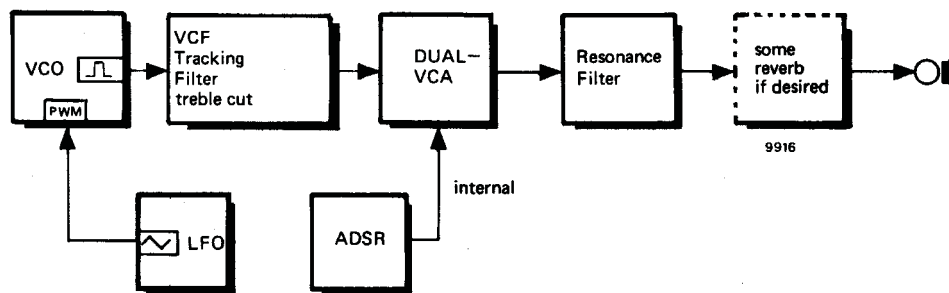 VCO
PWM
VCF
Tracking
Filter
treble cut
DUAL–
VCA
Resonance
Filter
some
reverb
if desired
9916
LFO
ADSR
internal